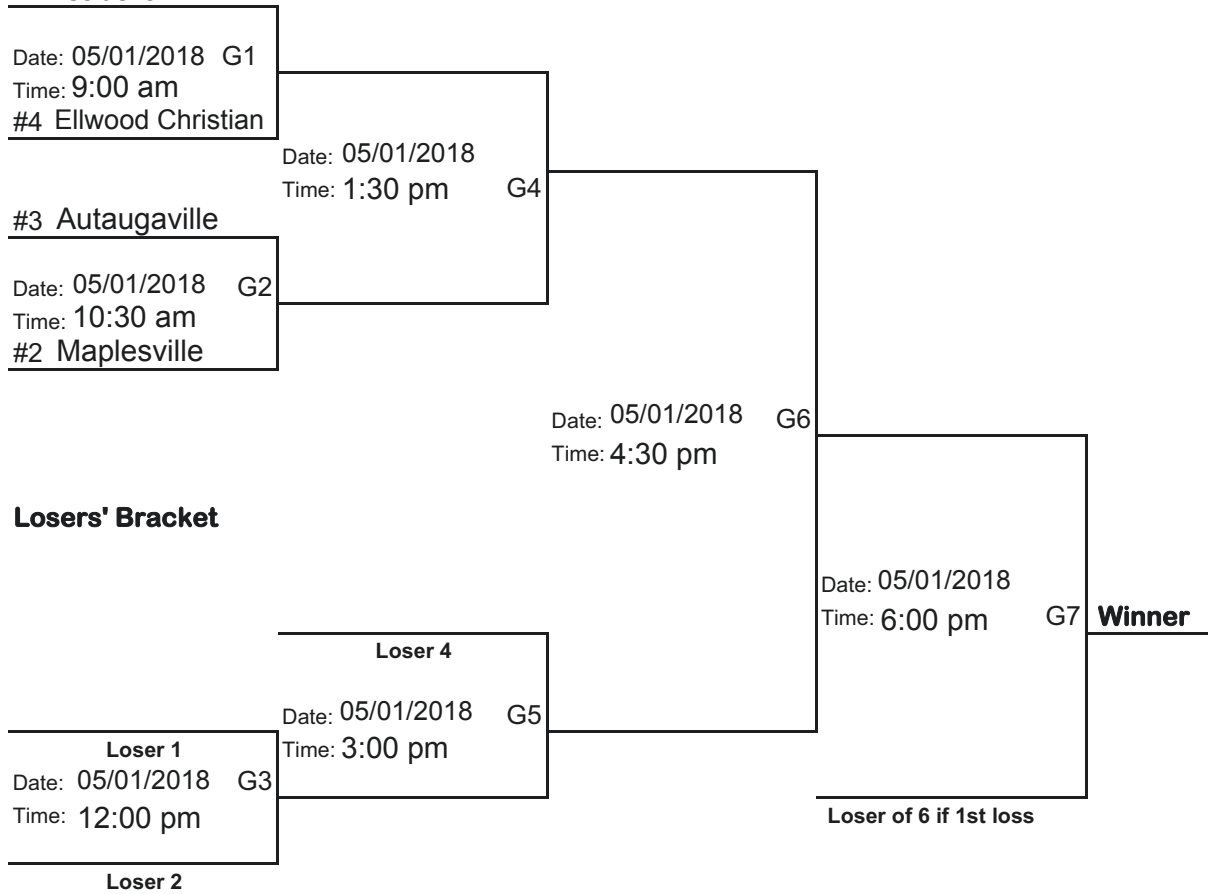 Date: 05/01/2018 G1
Time: 9:00 am
#4 Ellwood Christian
Date: 05/01/2018
Time: 1:30 pm G4
#3 Autaugaville
Date: 05/01/2018 G2
Time: 10:30 am
#2 Maplesville
Date: 05/01/2018 G6
Time: 4:30 pm
Losers' Bracket
Date: 05/01/2018
Time: 6:00 pm G7 Winner
Loser 4
Date: 05/01/2018 G5
Time: 3:00 pm
Loser 1
Date: 05/01/2018 G3
Time: 12:00 pm
Loser of 6 if 1st loss
Loser 2